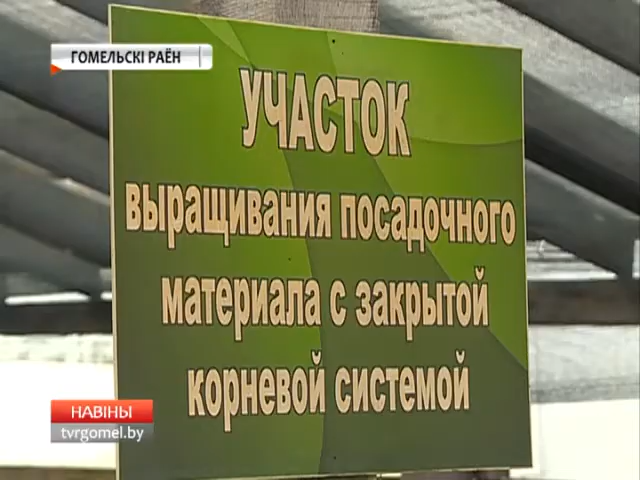 ГОМЕЛЬСКІ РАЁН
УЧАСТОК
выращивания посадочного
материала с закрытой
корневой системой
НАВІНЫ
tvrgomel.by